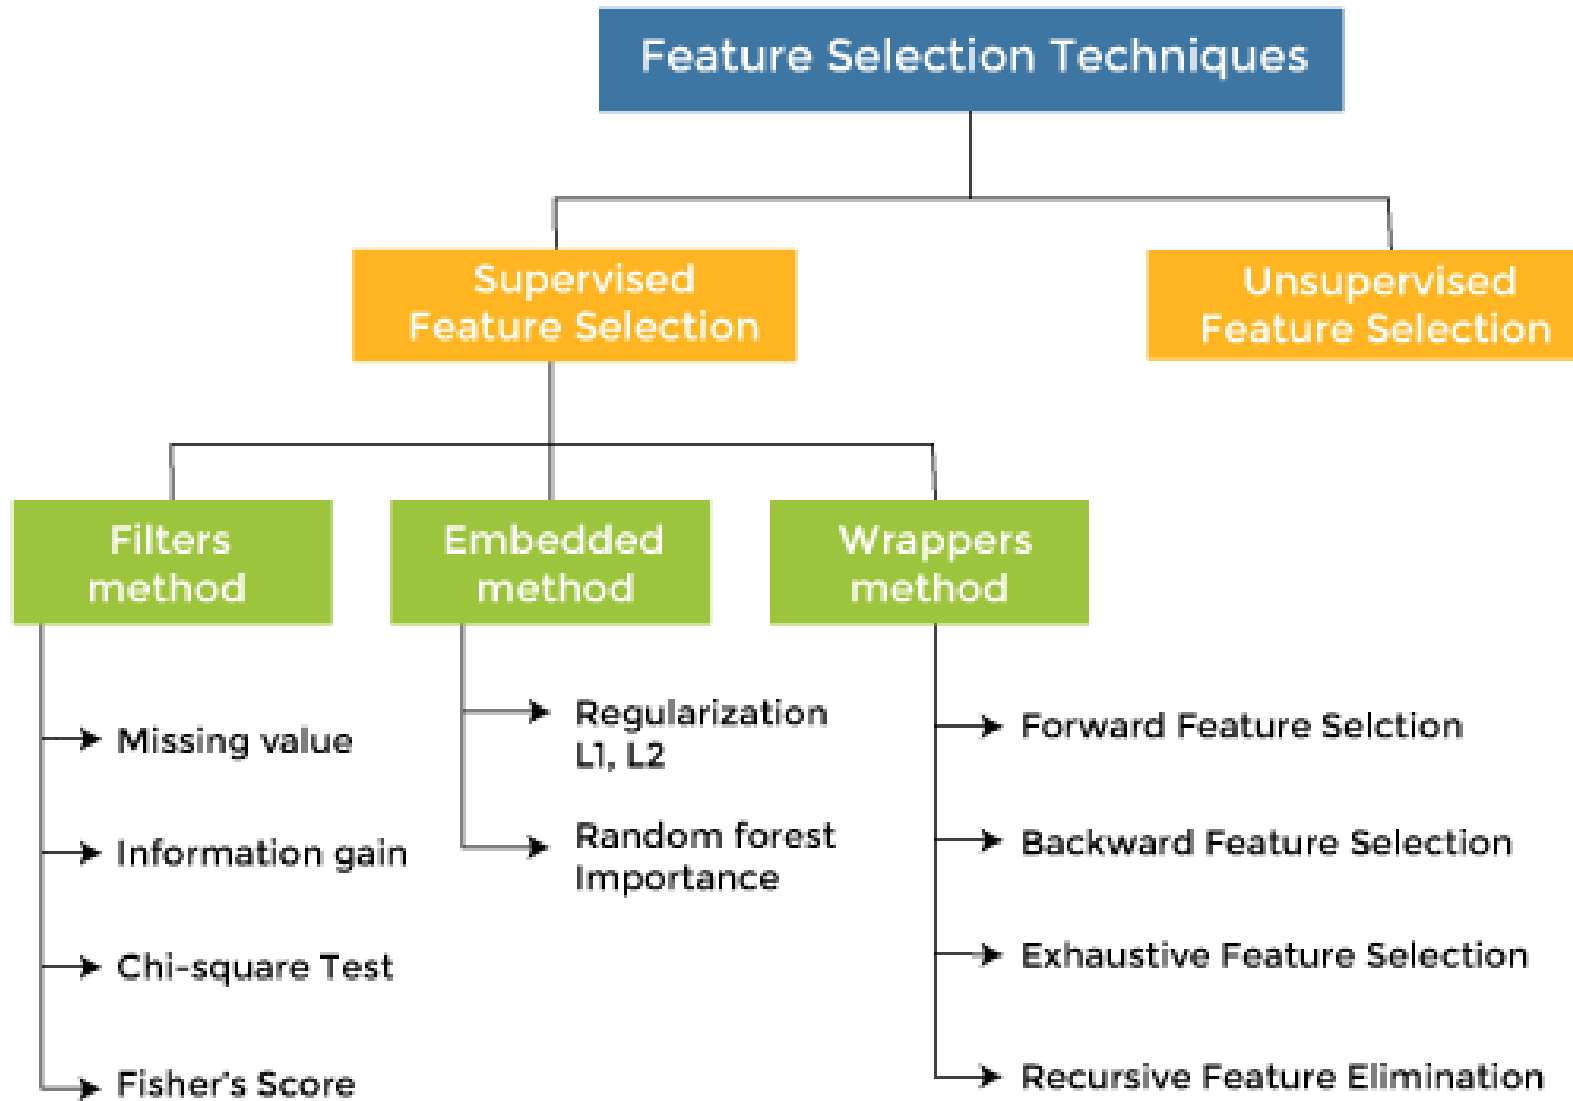 Feature Selection Techniques
Supervised
Feature Selection
Unsupervised
Feature Selection
Filters
method
Missing value
Information gain
Chi-square Test
Fisher's Score
Embedded
method
Regularization
L1, L2
Random forest
Importance
Wrappers
method
Forward Feature Selction
Backward Feature Selection
Exhaustive Feature Selection
Recursive Feature Elimination